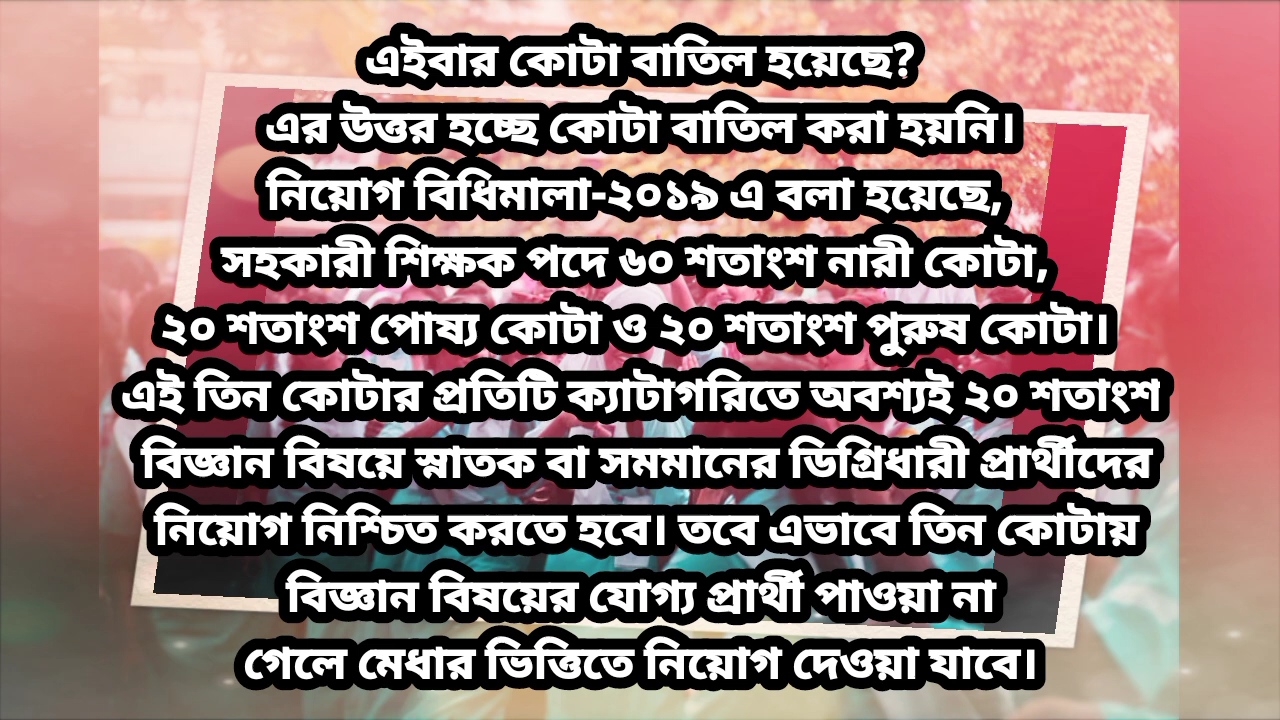 এইবার কোটা বাতিল হয়েছে?
এর উত্তর হচ্ছে কোটা বাতিল করা হয়নি।
নিয়োগ বিধিমালা-২০১৯ এ বলা হয়েছে,
সহকারী শিক্ষক পদে ৬০ শতাংশ নারী কোটা,
২০ শতাংশ পোষ্য কোটা ও ২০ শতাংশ পুরুষ কোটা।
এই তিন কোটার প্রতিটি ক্যাটাগরিতে অবশ্যই ২০ শতাংশ
বিজ্ঞান বিষয়ে স্নাতক বা সমমানের ডিগ্রিধারী প্রার্থীদের
নিয়োগ নিশ্চিত করতে হবে। তবে এভাবে তিন কোটায়
বিজ্ঞান বিষয়ের যোগ্য প্রার্থী পাওয়া না
গেলে মেধার ভিত্তিতে নিয়োগ দেওয়া যাবে।